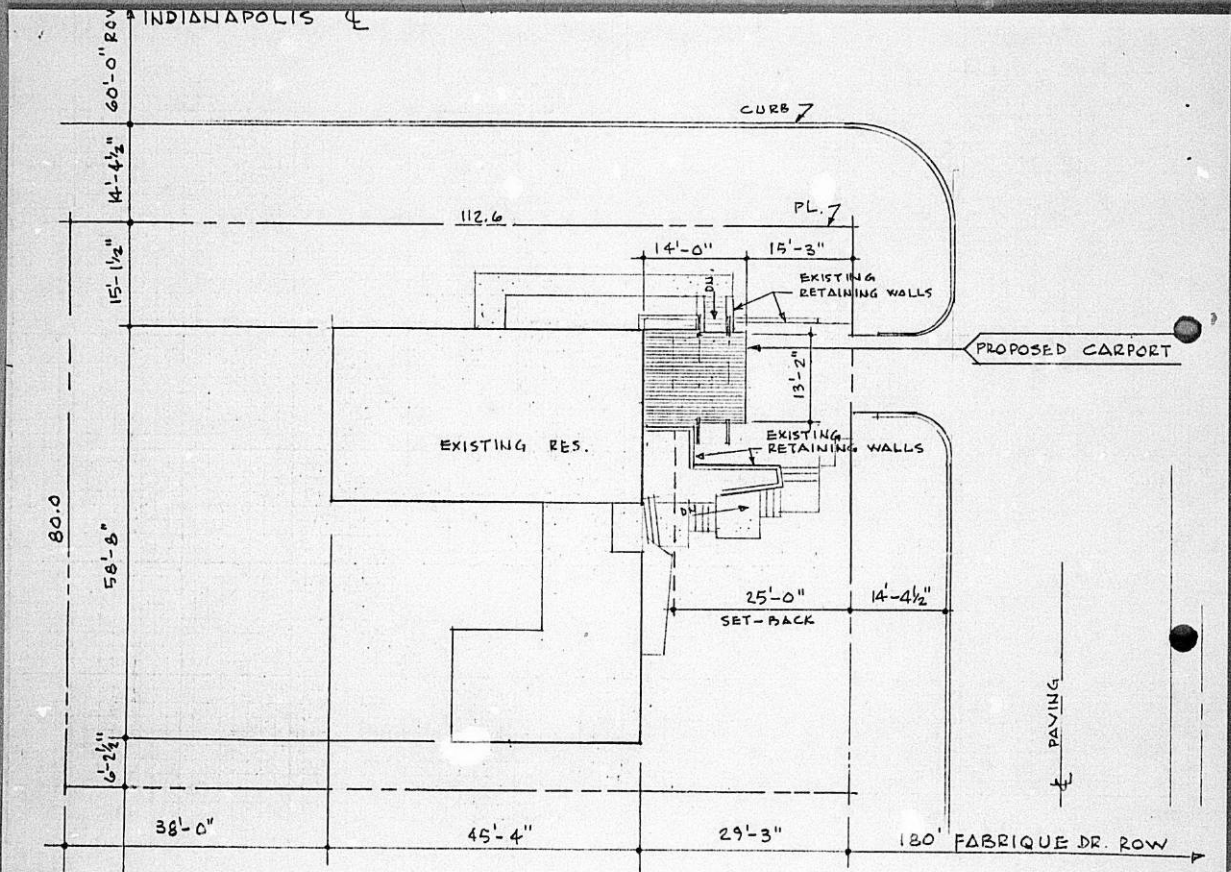 INDIANAPOLIS ℄
60'-0" ROW
CURB
14'-4½"
112.6
PL.
14'-0"
15'-3"
15'-1½"
DN.
EXISTING
RETAINING WALLS
PROPOSED CARPORT
13'-2"
EXISTING RES.
EXISTING
RETAINING WALLS
80.0
58'-8"
DN
25'-0"
SET-BACK
14'-4½"
℄ PAVING
6'-2½"
38'-0"
45'-4"
29'-3"
180' FABRIQUE DR. ROW